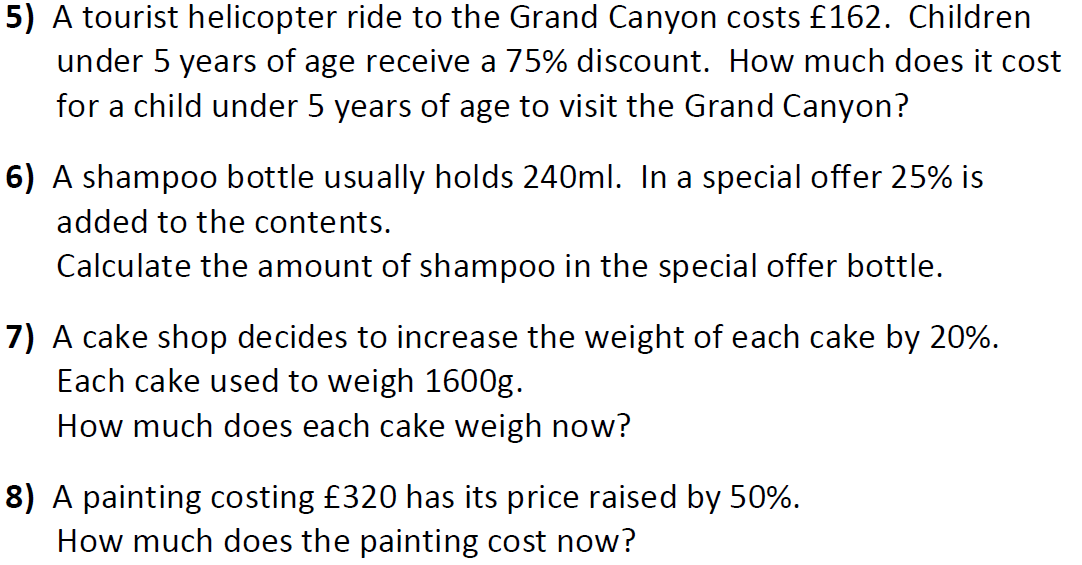 5) A tourist helicopter ride to the Grand Canyon costs £162. Children
under 5 years of age receive a 75% discount. How much does it cost
for a child under 5 years of age to visit the Grand Canyon?
6) A shampoo bottle usually holds 240ml. In a special offer 25% is
added to the contents.
Calculate the amount of shampoo in the special offer bottle.
7) A cake shop decides to increase the weight of each cake by 20%.
Each cake used to weigh 1600g.
How much does each cake weigh now?
8) A painting costing £320 has its price raised by 50%.
How much does the painting cost now?